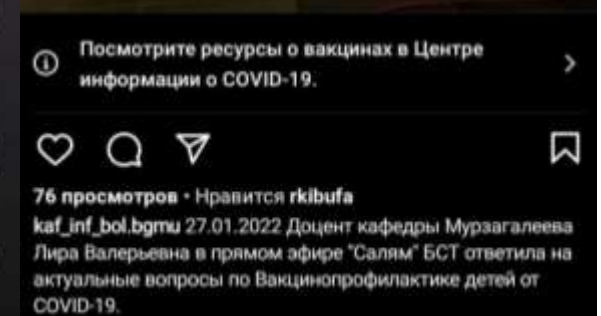 Посмотрите ресурсы о вакцинах в Центре
информации о COVID-19.
76 просмотров • Нравится rkibufa
kaf_inf_bol.bgmu 27.01.2022 Доцент кафедры Мурзагалеева
Лира Валерьевна в прямом эфире "Салям" БСТ ответила на
актуальные вопросы по Вакцинопрофилактике детей от
COVID-19.